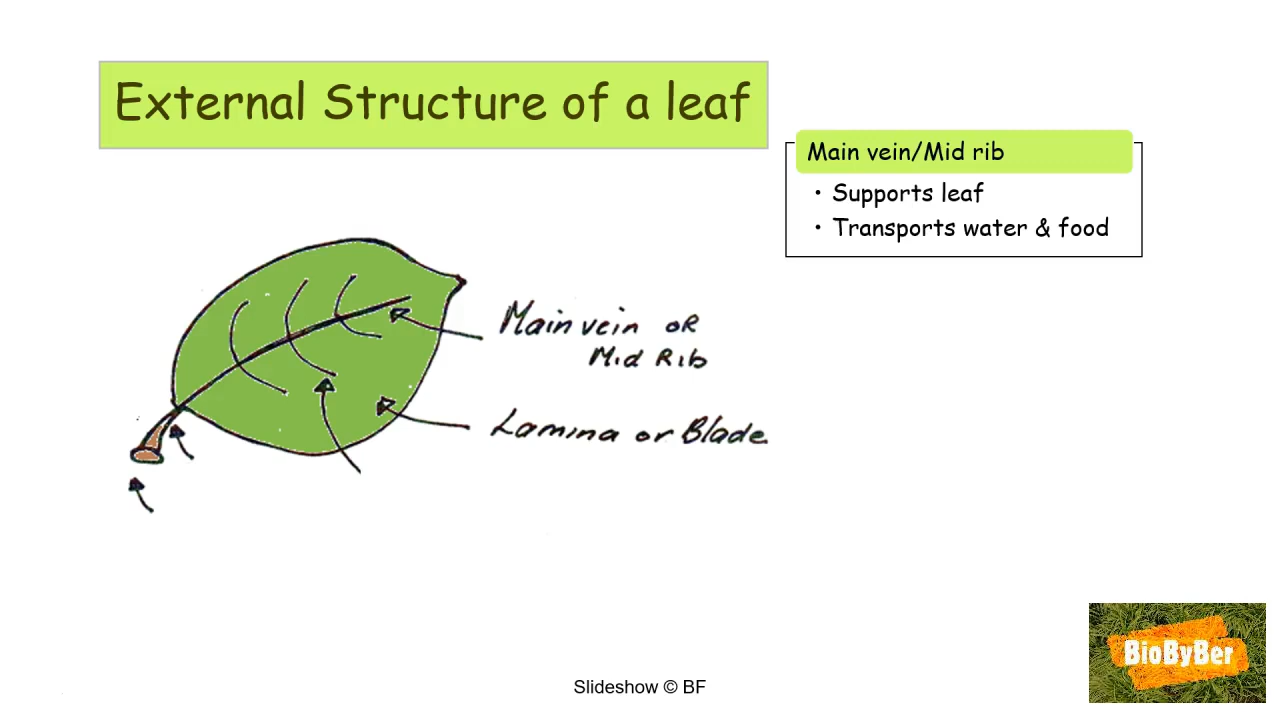 External Structure of a leaf
Main vein/Mid rib
• Supports leaf
• Transports water & food
Main vein oR
Mid Rib
Lamina or Blade
BioByBer
Slideshow © BF